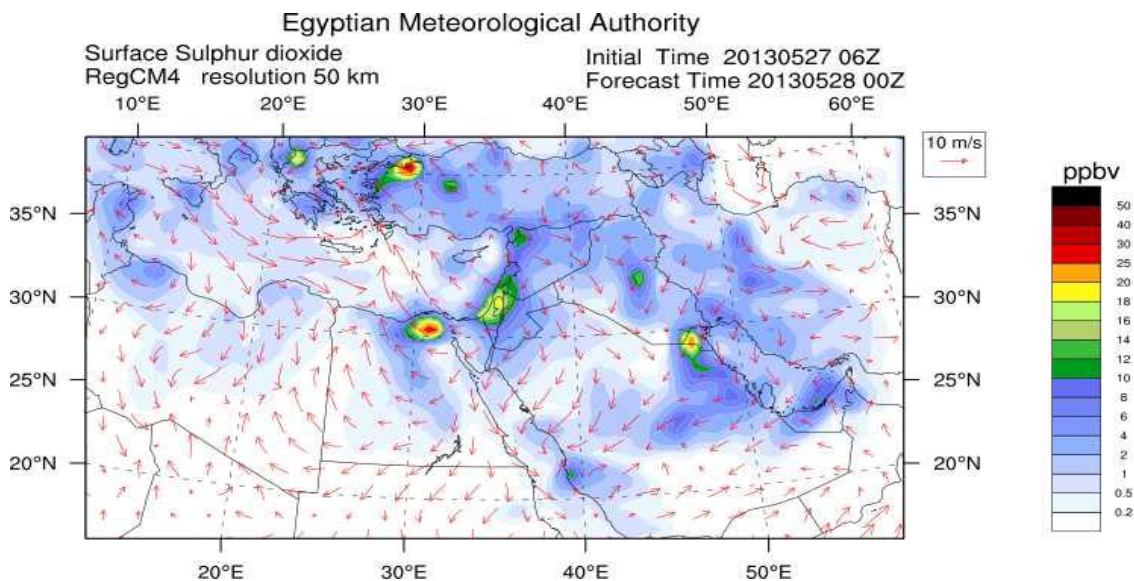 Egyptian Meteorological Authority
Surface Sulphur dioxide
RegCM4 resolution 50 km
Initial Time 20130527 06Z
Forecast Time 20130528 00Z
10°E 20°E 30°E 40°E 50°E 60°E
10 m/s
ppbv
35°N 35°N
30°N 30°N
25°N 25°N
20°N 20°N
20°E 30°E 40°E 50°E
50
40
30
25
20
18
16
14
12
10
8
6
4
2
1
0.5
0.2